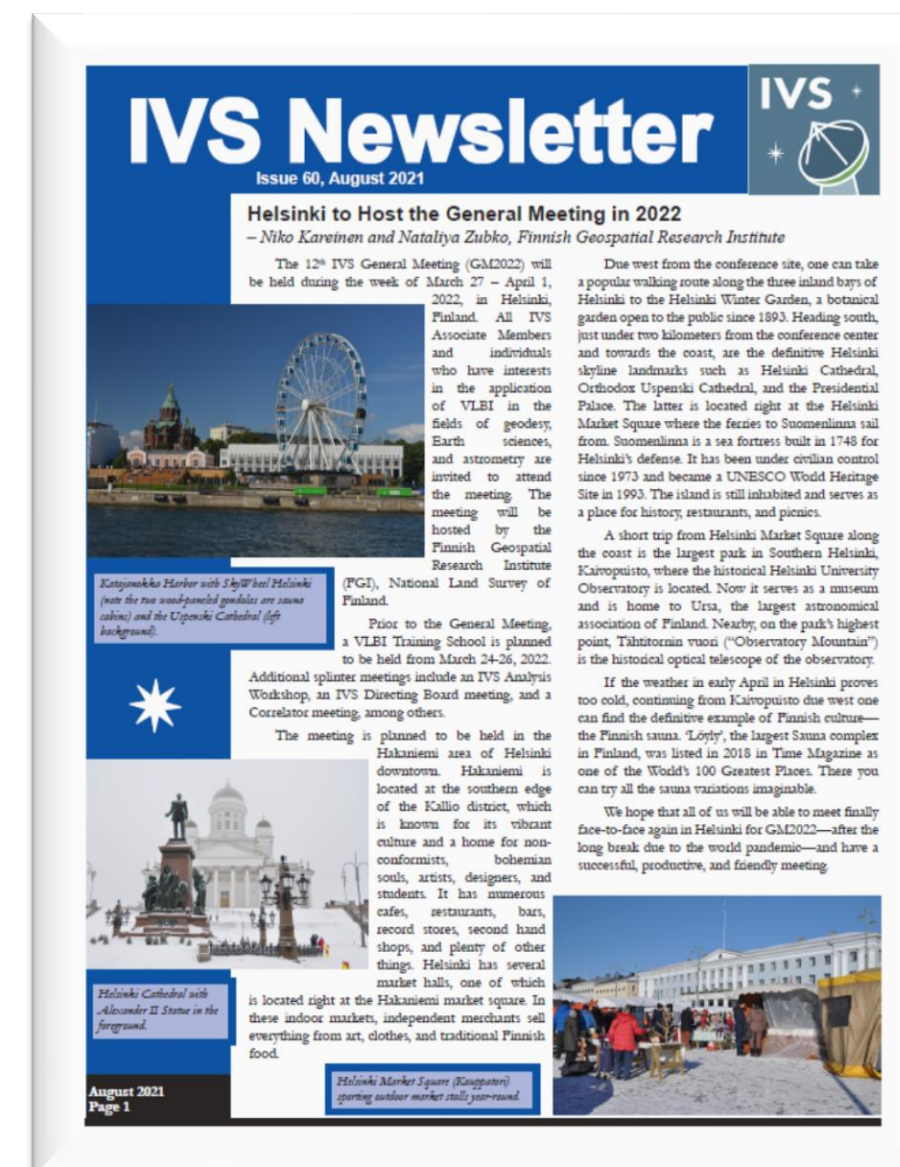 IVS Newsletter
IVS
Issue 60, August 2021
Helsinki to Host the General Meeting in 2022
– Niko Kareinen and Nataliya Zubko, Finnish Geospatial Research Institute
The 12th IVS General Meeting (GM2022) will
be held during the week of March 27 – April 1,
2022, in Helsinki,
Finland. All IVS
Associate Members
and individuals
who have interests
in the application
of VLBI in the
fields of geodesy,
Earth sciences,
and astrometry are
invited to attend
the meeting. The
meeting will be
hosted by the
Finnish Geospatial
Research Institute
(FGI), National Land Survey of
Finland.
Katajanokka Harbor with SkyWheel Helsinki
(note the two wood-paneled gondolas are sauna
cabins) and the Uspenski Cathedral (left
background).
Prior to the General Meeting,
a VLBI Training School is planned
to be held from March 24-26, 2022.
Additional splinter meetings include an IVS Analysis
Workshop, an IVS Directing Board meeting, and a
Correlator meeting, among others.
The meeting is planned to be held in the
Hakaniemi area of Helsinki
downtown. Hakaniemi is
located at the southern edge
of the Kallio district, which
is known for its vibrant
culture and a home for non-
conformists, bohemian
souls, artists, designers, and
students. It has numerous
cafes, restaurants, bars,
record stores, second hand
shops, and plenty of other
things. Helsinki has several
market halls, one of which
is located right at the Hakaniemi market square. In
these indoor markets, independent merchants sell
everything from art, clothes, and traditional Finnish
food.
Helsinki Cathedral with
Alexander II Statue in the
foreground.
Due west from the conference site, one can take
a popular walking route along the three inland bays of
Helsinki to the Helsinki Winter Garden, a botanical
garden open to the public since 1893. Heading south,
just under two kilometers from the conference center
and towards the coast, are the definitive Helsinki
skyline landmarks such as Helsinki Cathedral,
Orthodox Uspenski Cathedral, and the Presidential
Palace. The latter is located right at the Helsinki
Market Square where the ferries to Suomenlinna sail
from. Suomenlinna is a sea fortress built in 1748 for
Helsinki's defense. It has been under civilian control
since 1973 and became a UNESCO World Heritage
Site in 1993. The island is still inhabited and serves as
a place for history, restaurants, and picnics.
A short trip from Helsinki Market Square along
the coast is the largest park in Southern Helsinki,
Kaivopuisto, where the historical Helsinki University
Observatory is located. Now it serves as a museum
and is home to Ursa, the largest astronomical
association of Finland. Nearby, on the park's highest
point, Tähtitornin vuori ("Observatory Mountain")
is the historical optical telescope of the observatory.
If the weather in early April in Helsinki proves
too cold, continuing from Kaivopuisto due west one
can find the definitive example of Finnish culture—
the Finnish sauna. 'Löyly', the largest Sauna complex
in Finland, was listed in 2018 in Time Magazine as
one of the World's 100 Greatest Places. There you
can try all the sauna variations imaginable.
We hope that all of us will be able to meet finally
face-to-face again in Helsinki for GM2022—after the
long break due to the world pandemic—and have a
successful, productive, and friendly meeting.
Helsinki Market Square (Kauppatori)
sporting outdoor market stalls year-round.
August 2021
Page 1